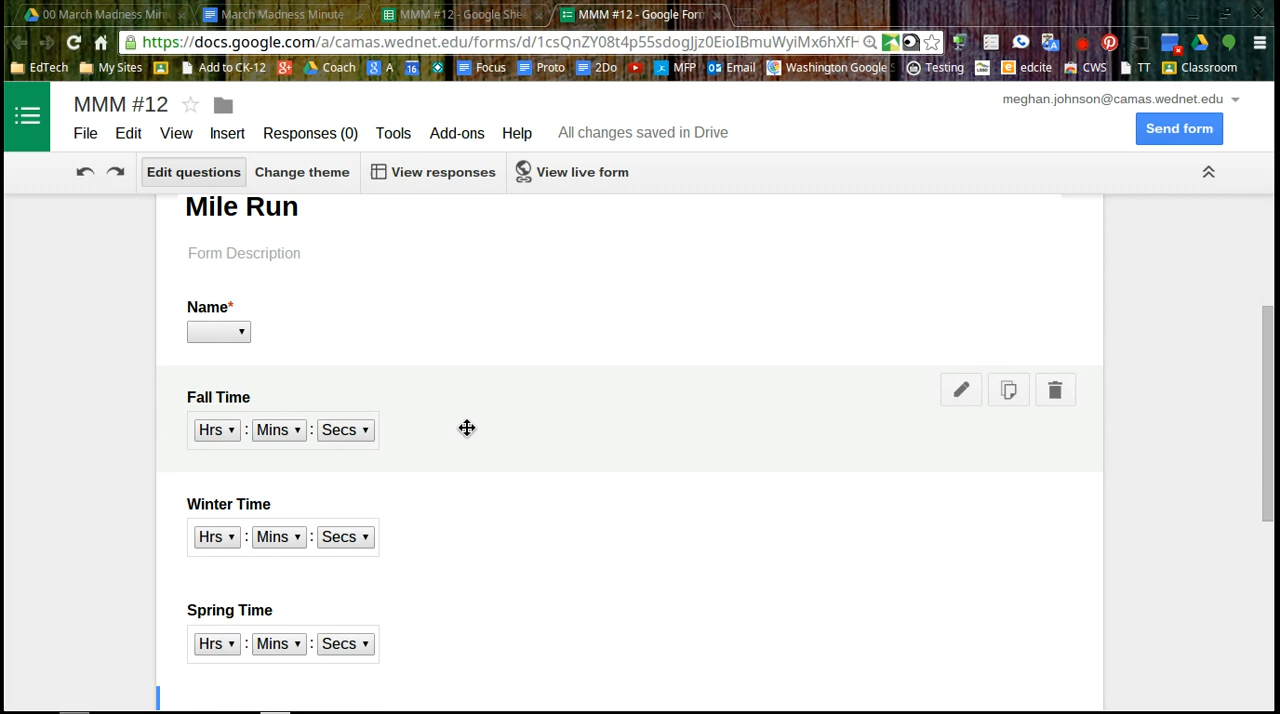 00 March Madness Min
March Madness Minute
MMM #12 - Google She
MMM #12 - Google Forn
https://docs.google.com/a/camas.wednet.edu/forms/d/1csQnZY08t4p55sdogJjz0EioIBmuWyiMx6hXfH
EdTech My Sites Add to CK-12 Coach A 16 Focus Proto 2Do MFP Email Washington Google Testing edcite CWS TT Classroom
MMM #12
meghan.johnson@camas.wednet.edu
File Edit View Insert Responses (0) Tools Add-ons Help All changes saved in Drive
Send form
Edit questions Change theme View responses View live form
Mile Run
Form Description
Name*
Fall Time
Hrs : Mins : Secs
Winter Time
Hrs : Mins : Secs
Spring Time
Hrs : Mins : Secs